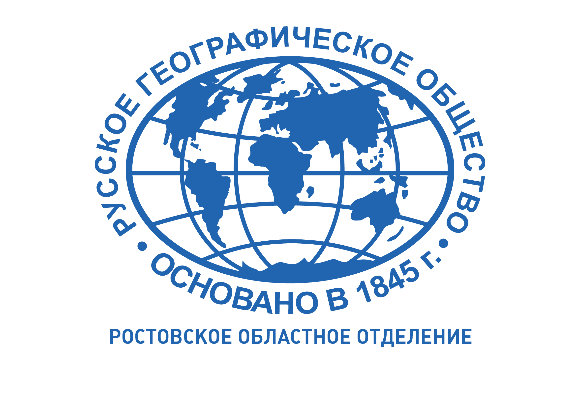 РУССКОЕ ГЕОГРАФИЧЕСКОЕ ОБЩЕСТВО
• ОСНОВАНО В 1845 г. •
РОСТОВСКОЕ ОБЛАСТНОЕ ОТДЕЛЕНИЕ